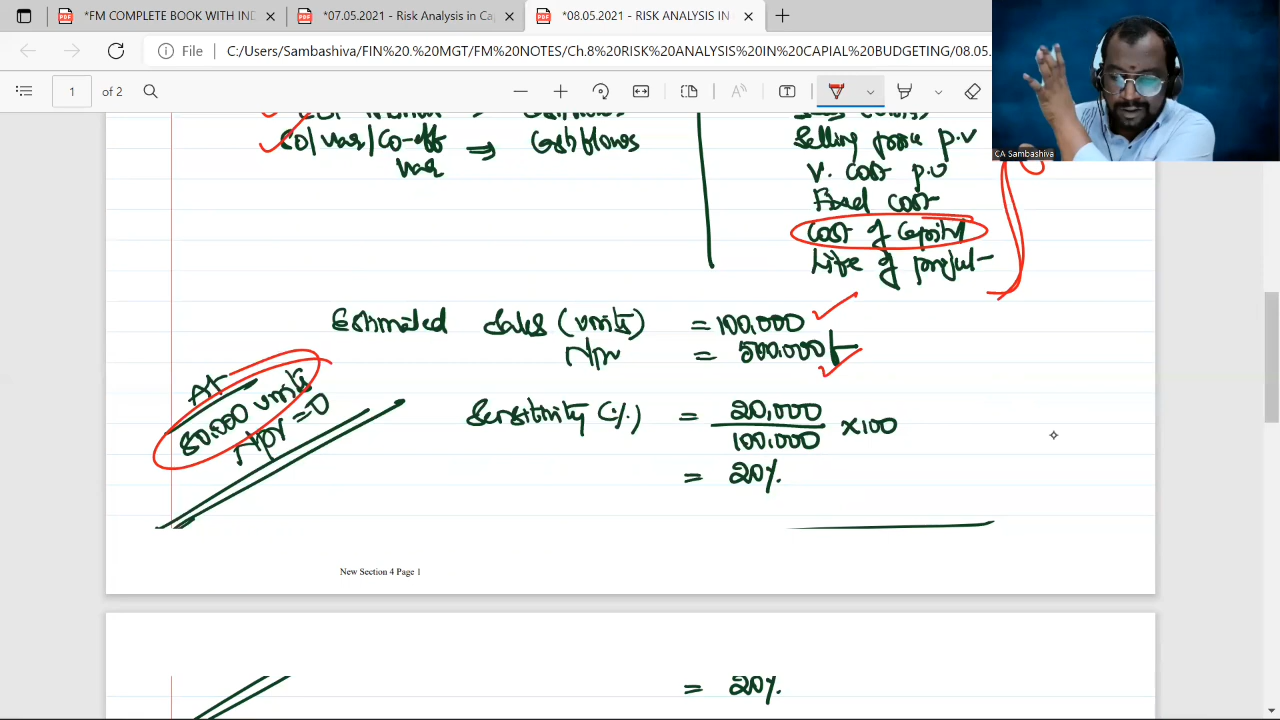 *FM COMPLETE BOOK WITH IND
*07.05.2021 - Risk Analysis in Ca
*08.05.2021 - RISK ANALYSIS IN
File
C:/Users/Sambashiva/FIN%20.%20MGT/FM%20NOTES/Ch.8%20RISK%20ANALYSIS%20IN%20CAPIAL%20BUDGETING/08.05.
1 of 2
CA Sambashiva
Co/var/Co-eff ⇒ Cashflows
var
Selling price p.v
V. Cost p.v
Fixed cost
Cost of Capital
Life of project
Estimated Sales (units) = 100,000
Npv = 500,000
At
80,000 units
Npv = 0
Sensitivity (%) = 20,000
100,000 ×100
= 20%.
New Section 4 Page 1
= 20%.